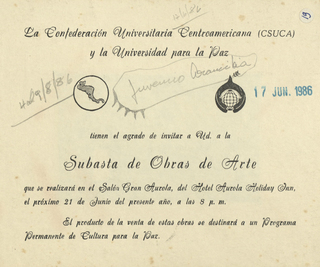 La Confederación Universitaria Centroamericana (CSUCA)
y la Universidad para la Paz
17 JUN. 1986
tienen el agrado de invitar a Ud. a la
Subasta de Obras de Arte
que se realizará en el Salón Gran Aurola, del Hotel Aurola Holiday Inn,
el próximo 21 de Junio del presente año, a las 8 p. m.
El producto de la venta de estas obras se destinará a un Programa
Permanente de Cultura para la Paz.